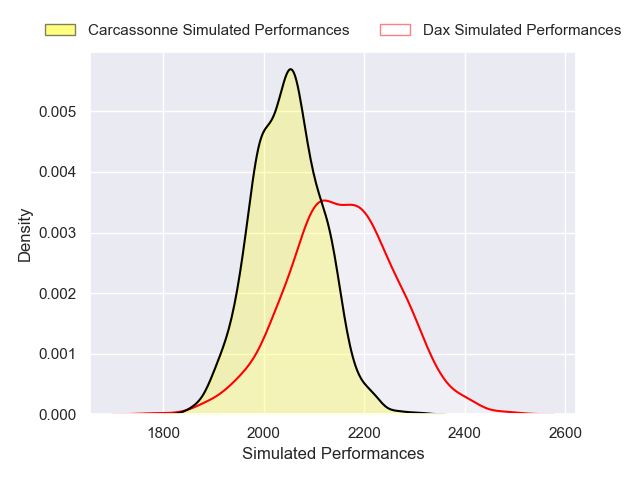 Carcassonne Simulated Performances   Dax Simulated Performances
0.005
0.004
0.003
0.002
0.001
0.000
Density
1800 2000 2200 2400 2600
Simulated Performances